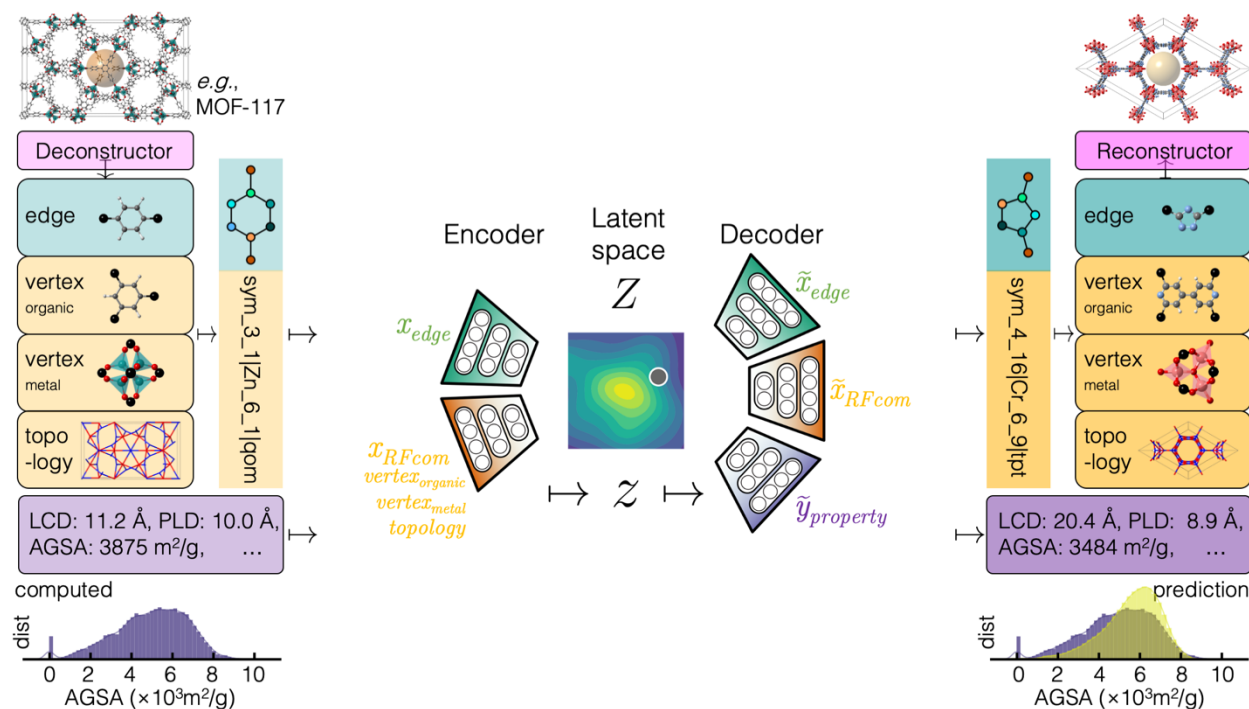 e.g.,
MOF-117
Deconstructor
edge
vertex
organic
vertex
metal
topo
-logy
sym_3_1|Zn_6_1|qom
LCD: 11.2 Å, PLD: 10.0 Å,
AGSA: 3875 m²/g, ...
computed
dist
0 2 4 6 8 10
AGSA (×10³m²/g)
Encoder
x_edge
x_RFcom
vertex_organic
vertex_metal
topology
Latent
space
Z
z
Decoder
x̃_edge
x̃_RFcom
ỹ_property
sym_4_16|Cr_6_9|tpt
Reconstructor
edge
vertex
organic
vertex
metal
topo
-logy
LCD: 20.4 Å, PLD: 8.9 Å,
AGSA: 3484 m²/g, ...
prediction
dist
0 2 4 6 8 10
AGSA (×10³m²/g)